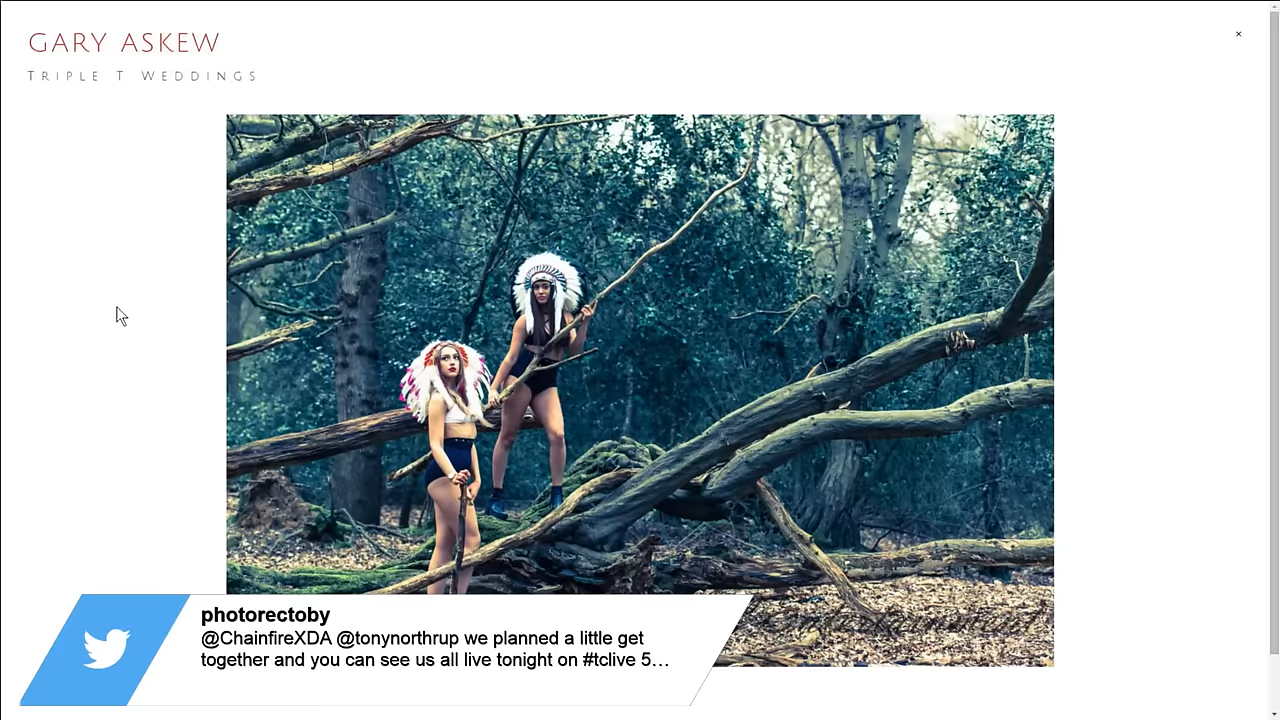 GARY ASKEW
TRIPLE T WEDDINGS
photorectoby
@ChainfireXDA @tonynorthrup we planned a little get
together and you can see us all live tonight on #tclive 5…